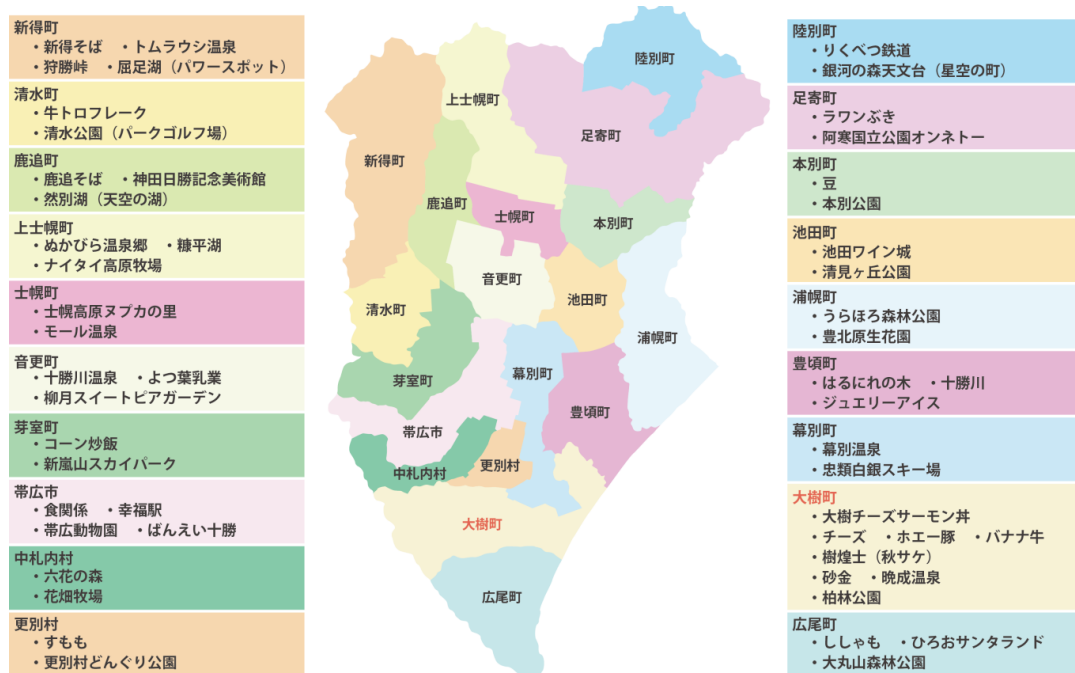 新得町
・新得そば ・トムラウシ温泉
・狩勝峠 ・屈足湖（パワースポット）
清水町
・牛トロフレーク
・清水公園（パークゴルフ場）
鹿追町
・鹿追そば ・神田日勝記念美術館
・然別湖（天空の湖）
上士幌町
・ぬかびら温泉郷 ・糠平湖
・ナイタイ高原牧場
士幌町
・士幌高原ヌプカの里
・モール温泉
音更町
・十勝川温泉 ・よつ葉乳業
・柳月スイートピアガーデン
芽室町
・コーン炒飯
・新嵐山スカイパーク
帯広市
・食関係 ・幸福駅
・帯広動物園 ・ばんえい十勝
中札内村
・六花の森
・花畑牧場
更別村
・すもも
・更別村どんぐり公園
陸別町
上士幌町
足寄町
新得町
鹿追町
士幌町
本別町
音更町
池田町
清水町
浦幌町
幕別町
芽室町
豊頃町
帯広市
更別村
中札内村
大樹町
広尾町
陸別町
・りくべつ鉄道
・銀河の森天文台（星空の町）
足寄町
・ラワンぶき
・阿寒国立公園オンネトー
本別町
・豆
・本別公園
池田町
・池田ワイン城
・清見ヶ丘公園
浦幌町
・うらほろ森林公園
・豊北原生花園
豊頃町
・はるにれの木 ・十勝川
・ジュエリーアイス
幕別町
・幕別温泉
・忠類白銀スキー場
大樹町
・大樹チーズサーモン丼
・チーズ ・ホエー豚 ・バナナ牛
・樹煌士（秋サケ）
・砂金 ・晩成温泉
・柏林公園
広尾町
・ししゃも ・ひろおサンタランド
・大丸山森林公園